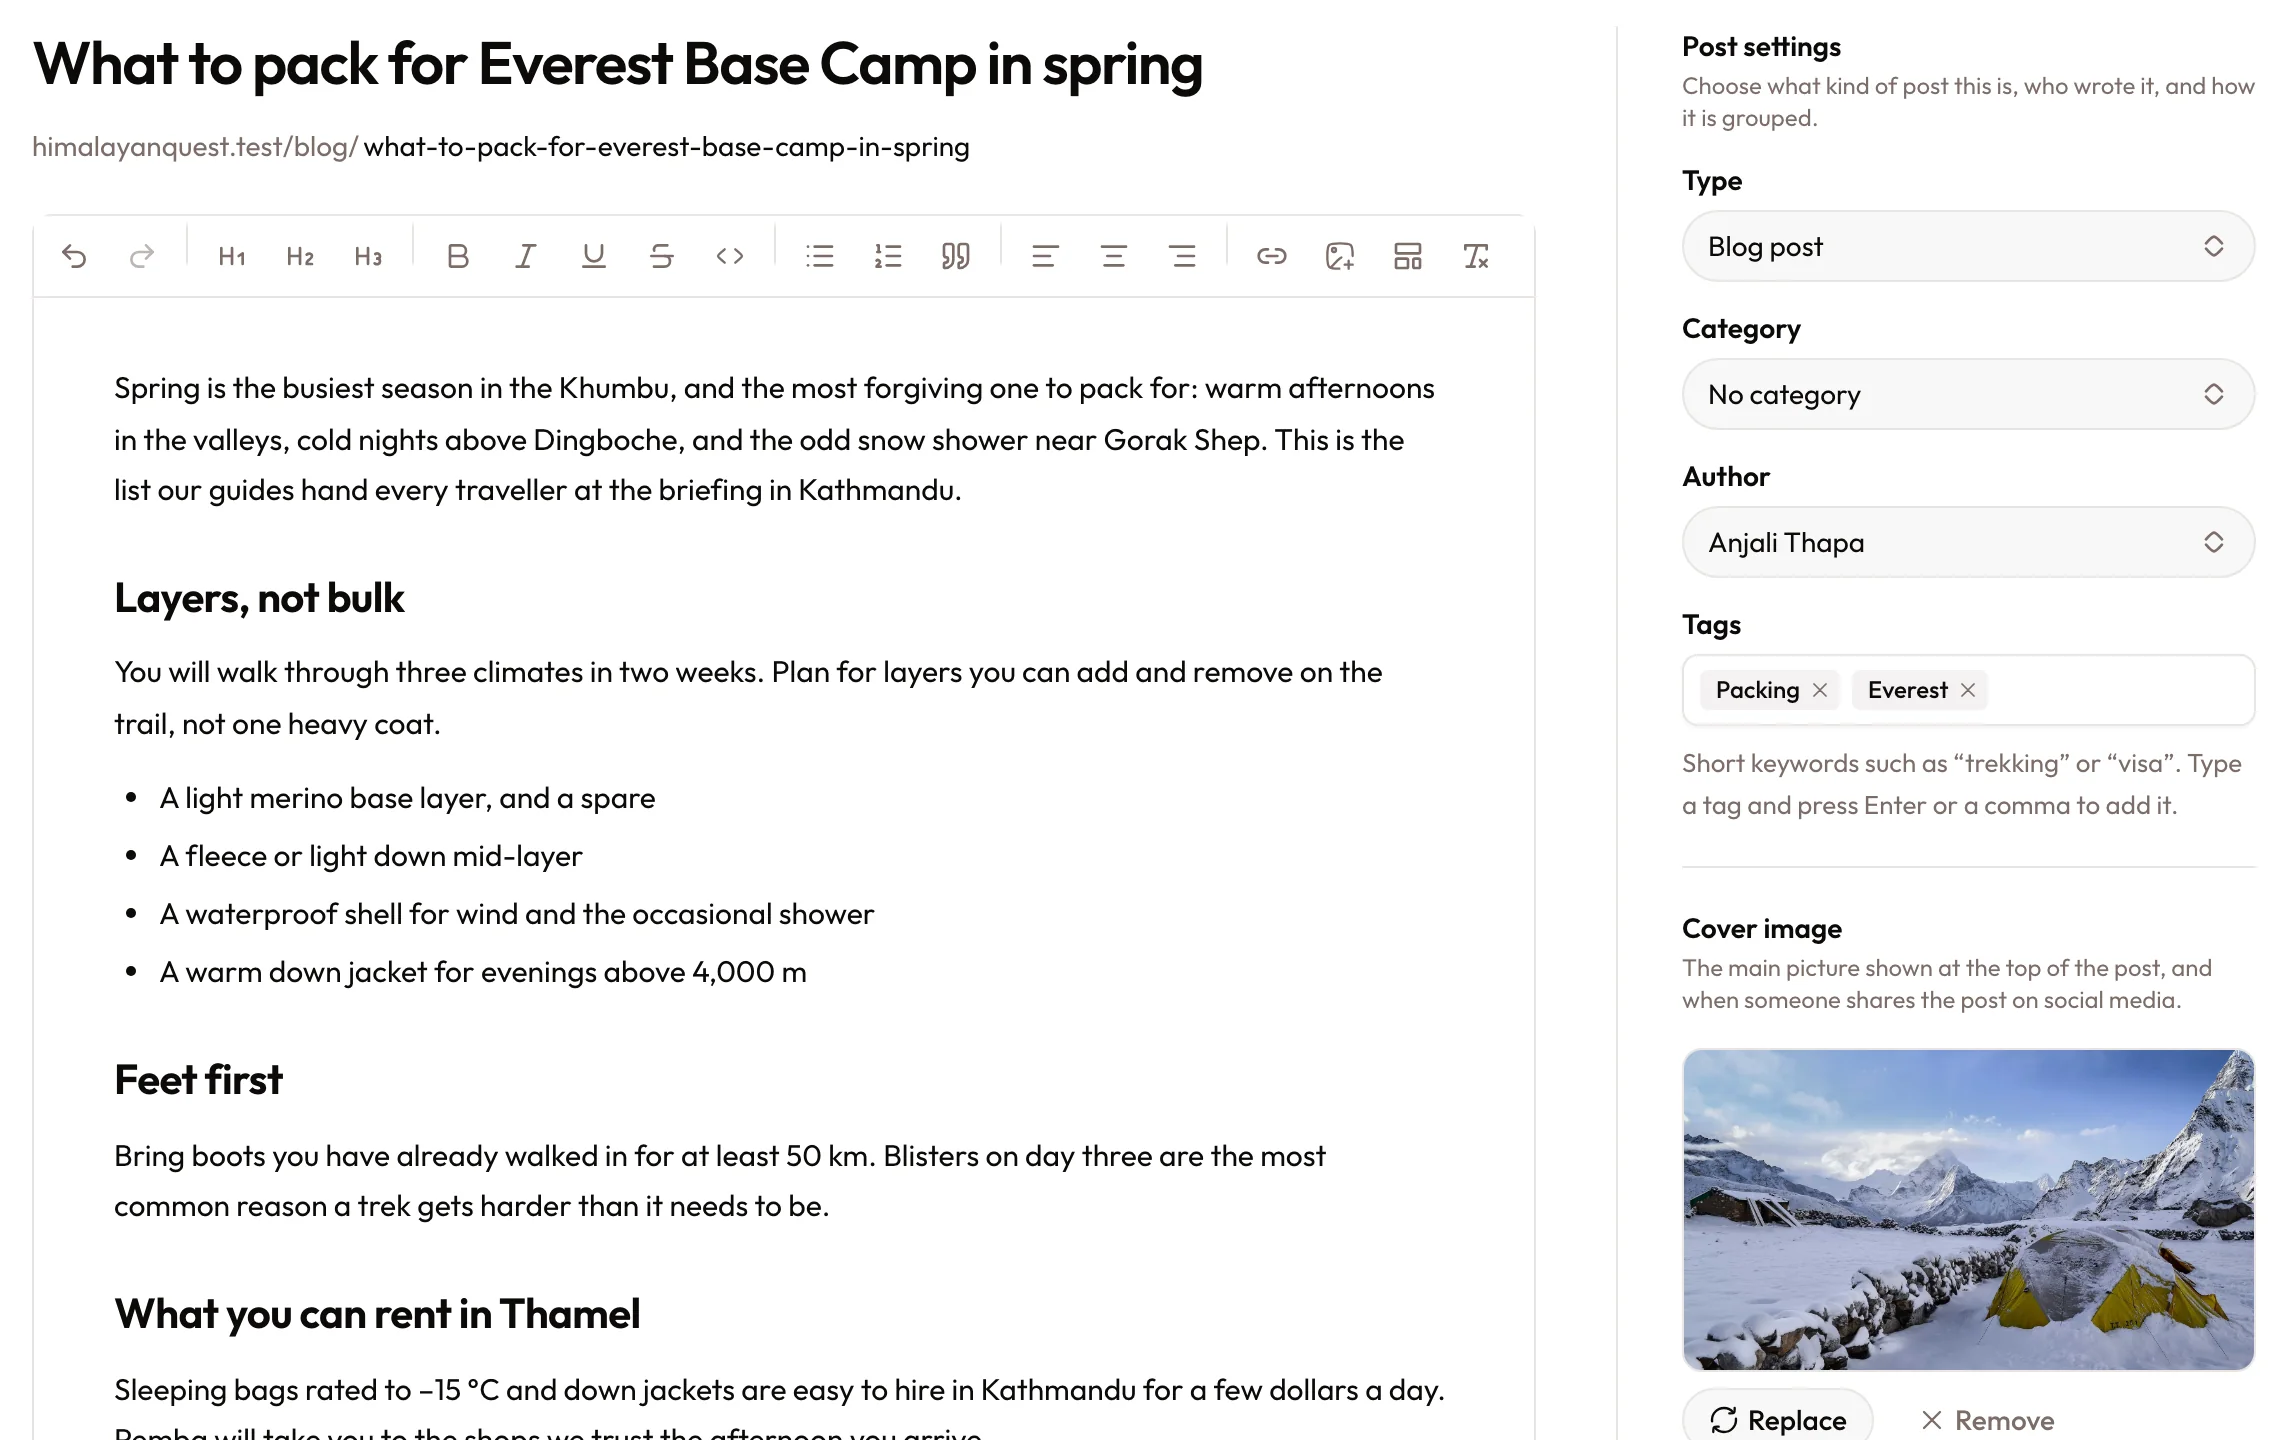 What to pack for Everest Base Camp in spring
himalayanquest.test/blog/ what-to-pack-for-everest-base-camp-in-spring
H1 H2 H3 B I U S <>
Spring is the busiest season in the Khumbu, and the most forgiving one to pack for: warm afternoons
in the valleys, cold nights above Dingboche, and the odd snow shower near Gorak Shep. This is the
list our guides hand every traveller at the briefing in Kathmandu.
Layers, not bulk
You will walk through three climates in two weeks. Plan for layers you can add and remove on the
trail, not one heavy coat.
• A light merino base layer, and a spare
• A fleece or light down mid-layer
• A waterproof shell for wind and the occasional shower
• A warm down jacket for evenings above 4,000 m
Feet first
Bring boots you have already walked in for at least 50 km. Blisters on day three are the most
common reason a trek gets harder than it needs to be.
What you can rent in Thamel
Sleeping bags rated to –15 °C and down jackets are easy to hire in Kathmandu for a few dollars a day.
Pemba will take you to the shops we trust the afternoon you arrive.
Post settings
Choose what kind of post this is, who wrote it, and how
it is grouped.
Type
Blog post
Category
No category
Author
Anjali Thapa
Tags
Packing
Everest
Short keywords such as “trekking” or “visa”. Type
a tag and press Enter or a comma to add it.
Cover image
The main picture shown at the top of the post, and
when someone shares the post on social media.
Replace
Remove